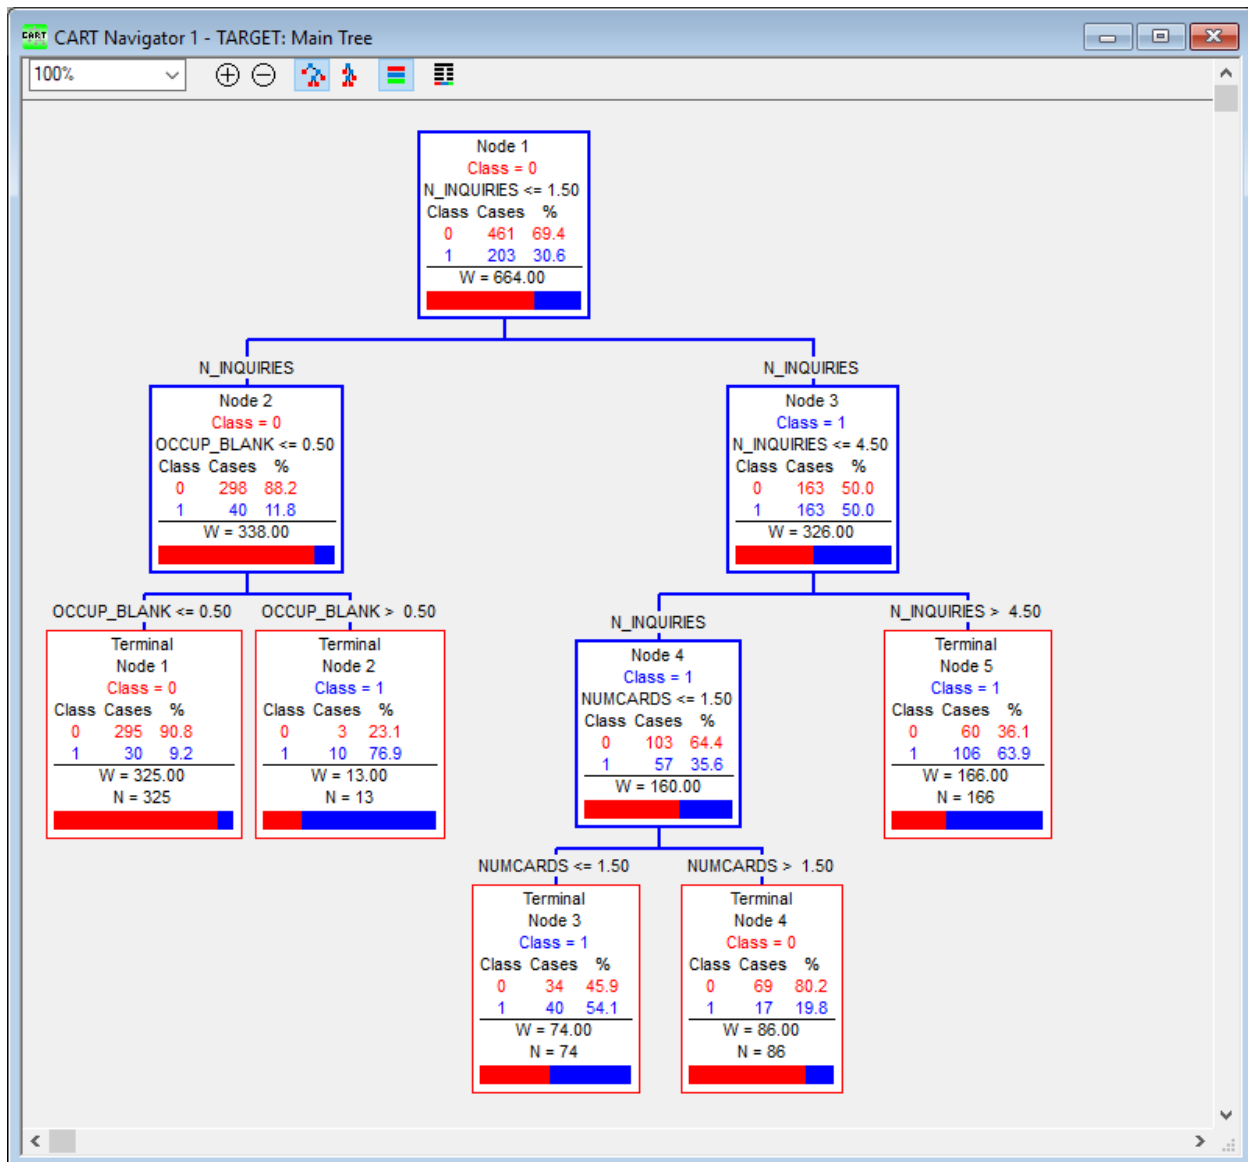 CART Navigator 1 - TARGET: Main Tree
100%
Node 1
Class = 0
N_INQUIRIES <= 1.50
Class Cases %
0 461 69.4
1 203 30.6
W = 664.00
N_INQUIRIES
Node 2
Class = 0
OCCUP_BLANK <= 0.50
Class Cases %
0 298 88.2
1 40 11.8
W = 338.00
N_INQUIRIES
Node 3
Class = 1
N_INQUIRIES <= 4.50
Class Cases %
0 163 50.0
1 163 50.0
W = 326.00
OCCUP_BLANK <= 0.50
Terminal
Node 1
Class = 0
Class Cases %
0 295 90.8
1 30 9.2
W = 325.00
N = 325
OCCUP_BLANK > 0.50
Terminal
Node 2
Class = 1
Class Cases %
0 3 23.1
1 10 76.9
W = 13.00
N = 13
N_INQUIRIES
Node 4
Class = 1
NUMCARDS <= 1.50
Class Cases %
0 103 64.4
1 57 35.6
W = 160.00
N_INQUIRIES > 4.50
Terminal
Node 5
Class = 1
Class Cases %
0 60 36.1
1 106 63.9
W = 166.00
N = 166
NUMCARDS <= 1.50
Terminal
Node 3
Class = 1
Class Cases %
0 34 45.9
1 40 54.1
W = 74.00
N = 74
NUMCARDS > 1.50
Terminal
Node 4
Class = 0
Class Cases %
0 69 80.2
1 17 19.8
W = 86.00
N = 86